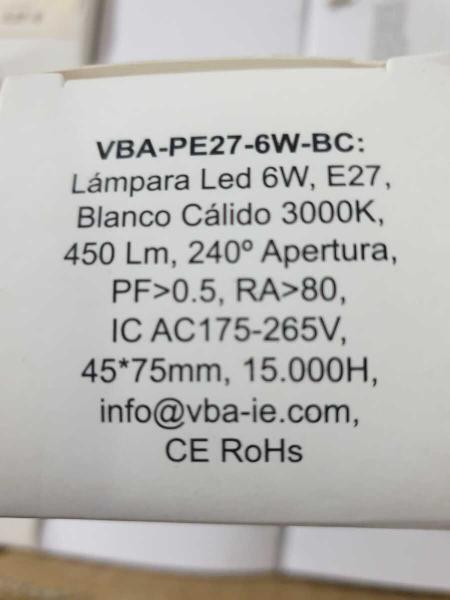 VBA-PE27-6W-BC:
Lámpara Led 6W, E27,
Blanco Cálido 3000K,
450 Lm, 240º Apertura,
PF>0.5, RA>80,
IC AC175-265V,
45*75mm, 15.000H,
info@vba-ie.com,
CE RoHs